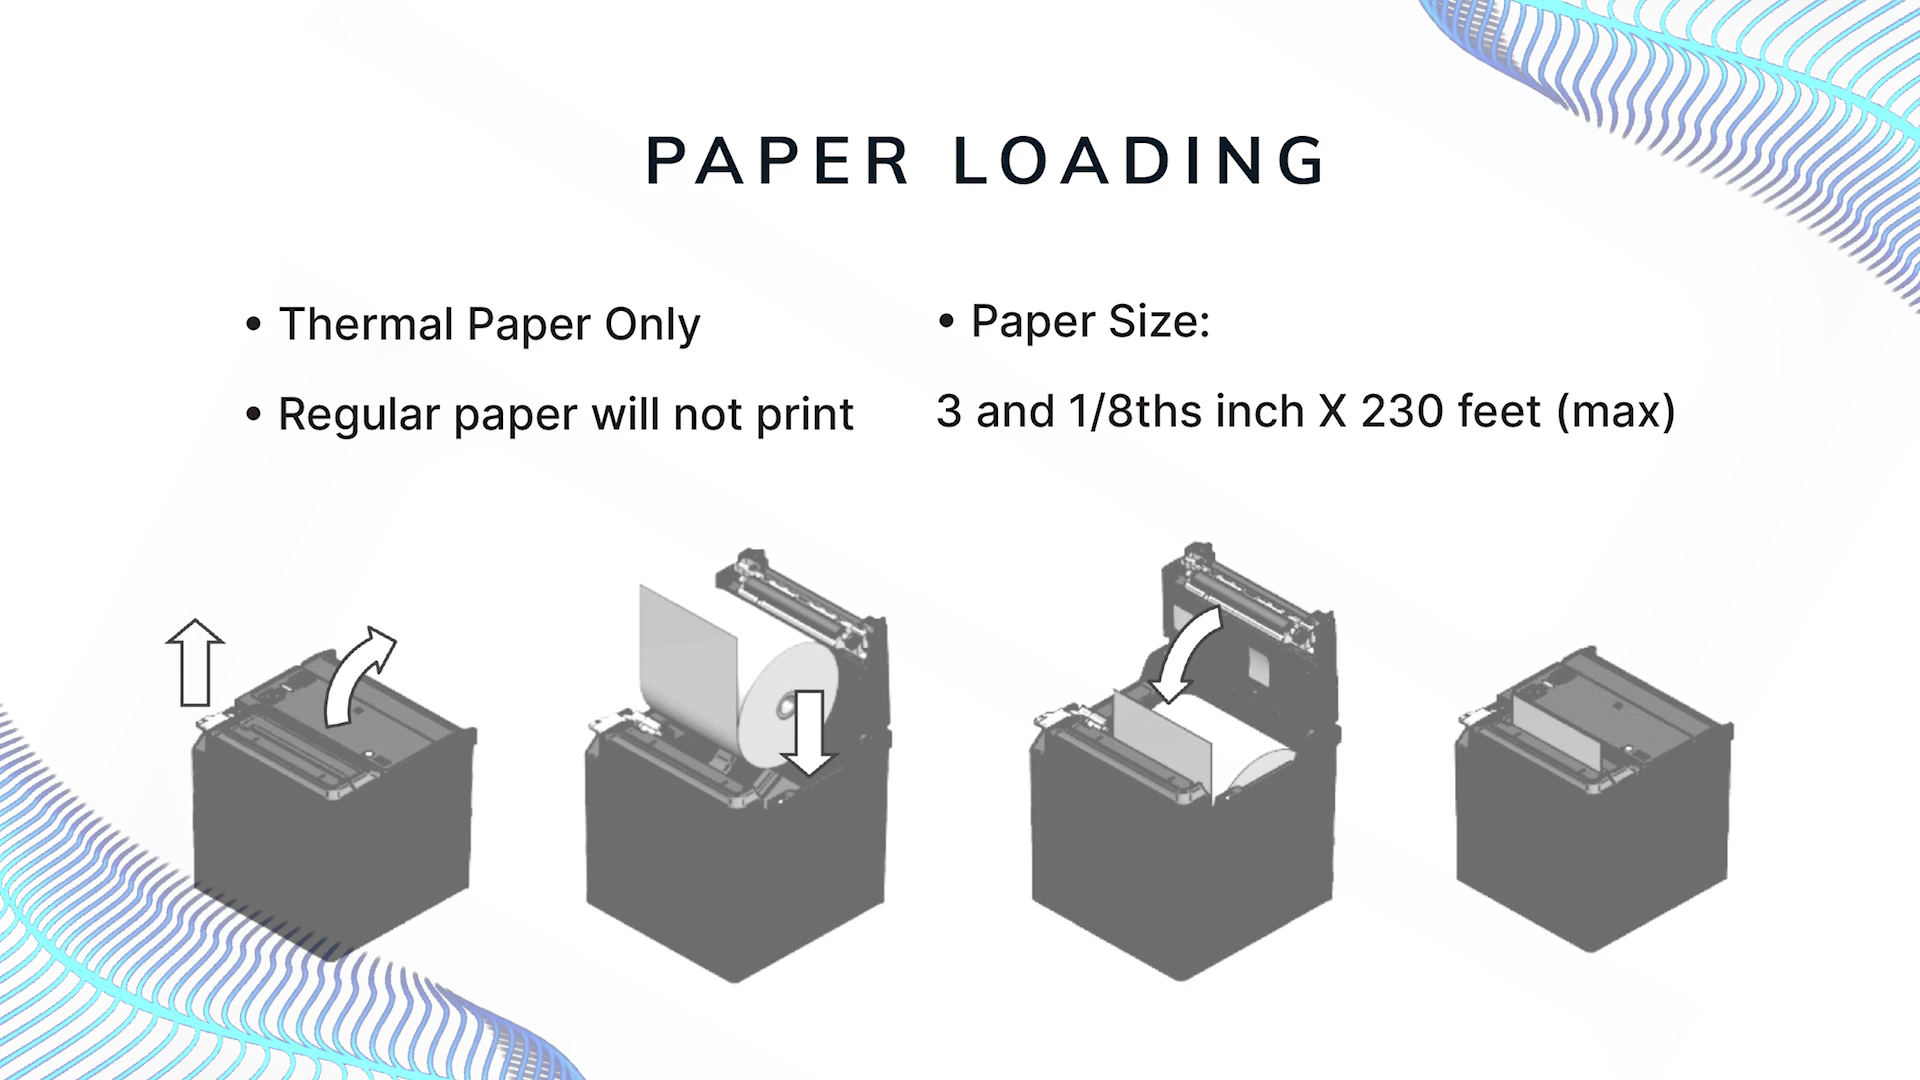 PAPER LOADING
• Thermal Paper Only
• Regular paper will not print
• Paper Size:
3 and 1/8ths inch X 230 feet (max)